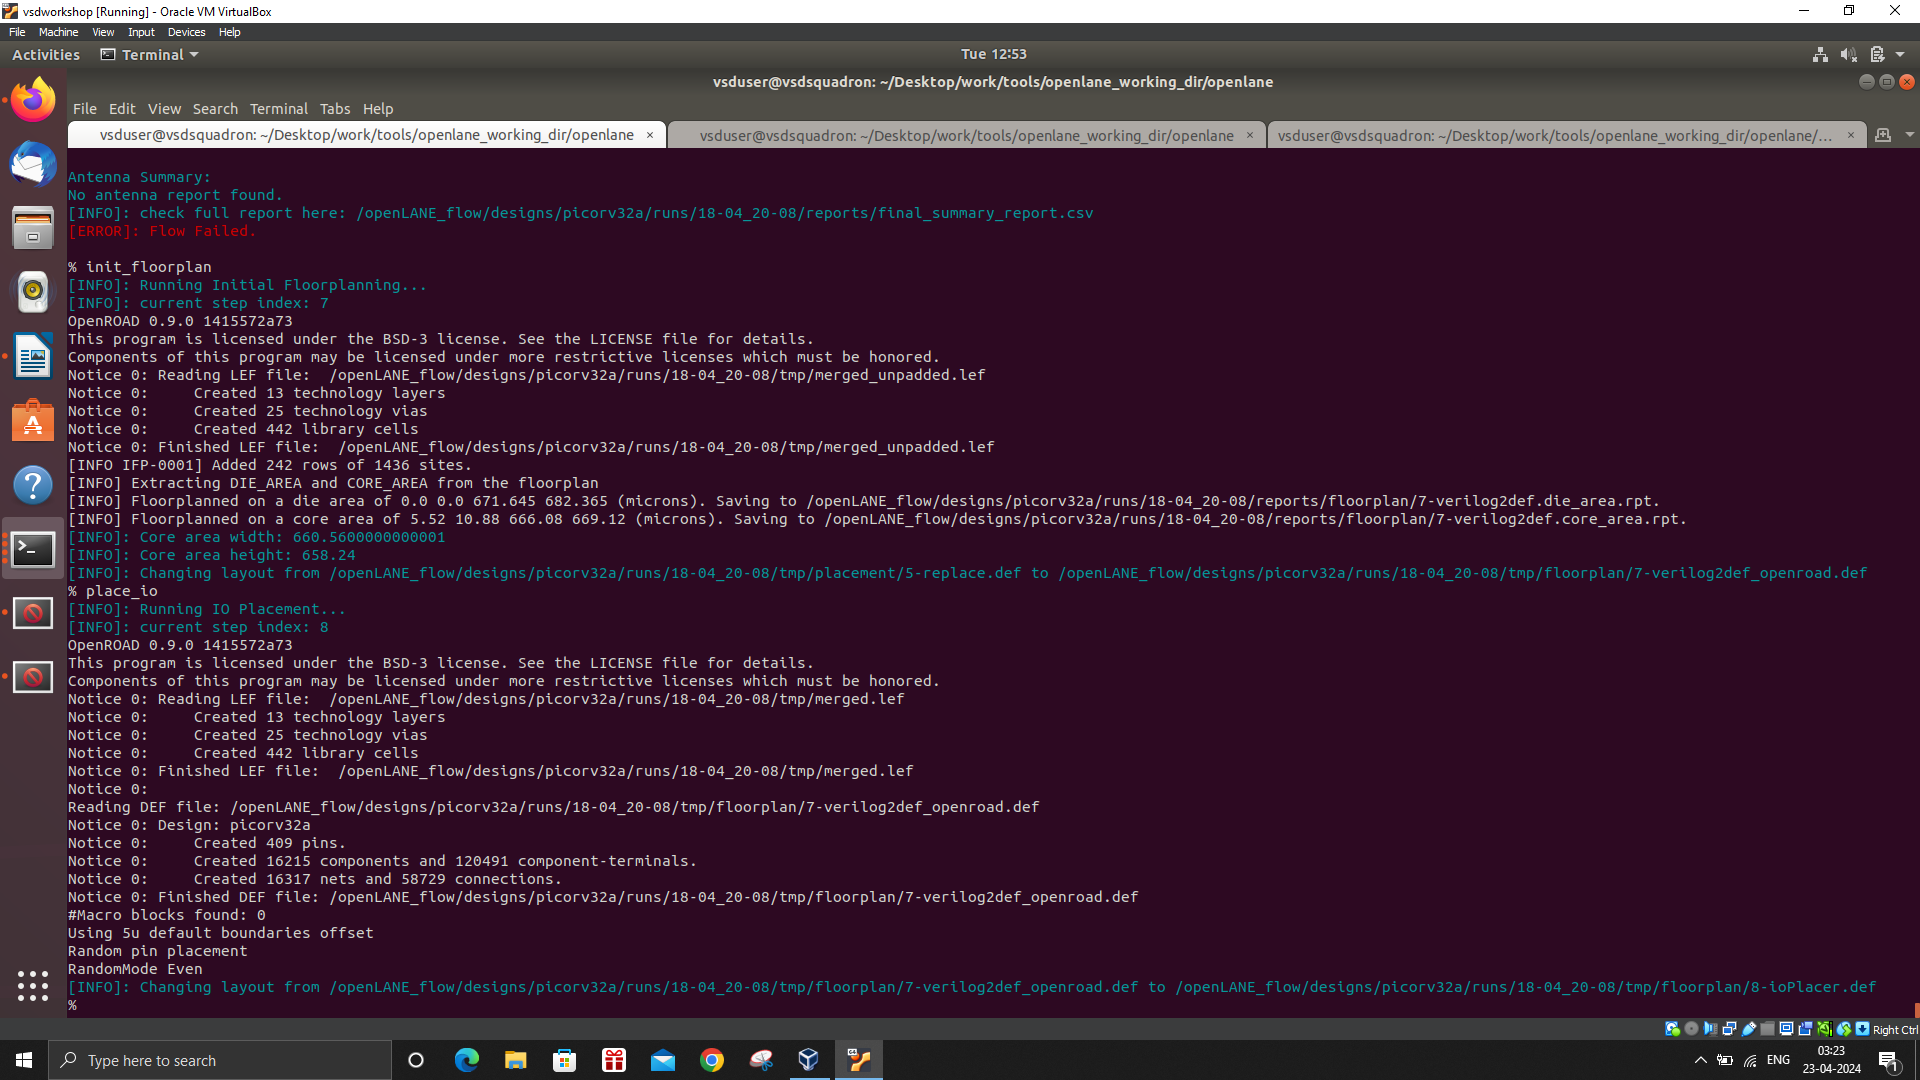 vsdworkshop [Running] - Oracle VM VirtualBox
File Machine View Input Devices Help
Activities Terminal Tue 12:53
vsduser@vsdsquadron: ~/Desktop/work/tools/openlane_working_dir/openlane
File Edit View Search Terminal Tabs Help
vsduser@vsdsquadron: ~/Desktop/work/tools/openlane_working_dir/openlane × vsduser@vsdsquadron: ~/Desktop/work/tools/openlane_working_dir/openlane × vsduser@vsdsquadron: ~/Desktop/work/tools/openlane_working_dir/openlane/... ×
Antenna Summary:
No antenna report found.
[INFO]: check full report here: /openLANE_flow/designs/picorv32a/runs/18-04_20-08/reports/final_summary_report.csv
[ERROR]: Flow Failed.
% init_floorplan
[INFO]: Running Initial Floorplanning...
[INFO]: current step index: 7
OpenROAD 0.9.0 1415572a73
This program is licensed under the BSD-3 license. See the LICENSE file for details.
Components of this program may be licensed under more restrictive licenses which must be honored.
Notice 0: Reading LEF file:  /openLANE_flow/designs/picorv32a/runs/18-04_20-08/tmp/merged_unpadded.lef
Notice 0:     Created 13 technology layers
Notice 0:     Created 25 technology vias
Notice 0:     Created 442 library cells
Notice 0: Finished LEF file:  /openLANE_flow/designs/picorv32a/runs/18-04_20-08/tmp/merged_unpadded.lef
[INFO IFP-0001] Added 242 rows of 1436 sites.
[INFO] Extracting DIE_AREA and CORE_AREA from the floorplan
[INFO] Floorplanned on a die area of 0.0 0.0 671.645 682.365 (microns). Saving to /openLANE_flow/designs/picorv32a/runs/18-04_20-08/reports/floorplan/7-verilog2def.die_area.rpt.
[INFO] Floorplanned on a core area of 5.52 10.88 666.08 669.12 (microns). Saving to /openLANE_flow/designs/picorv32a/runs/18-04_20-08/reports/floorplan/7-verilog2def.core_area.rpt.
[INFO]: Core area width: 660.5600000000001
[INFO]: Core area height: 658.24
[INFO]: Changing layout from /openLANE_flow/designs/picorv32a/runs/18-04_20-08/tmp/placement/5-replace.def to /openLANE_flow/designs/picorv32a/runs/18-04_20-08/tmp/floorplan/7-verilog2def_openroad.def
% place_io
[INFO]: Running IO Placement...
[INFO]: current step index: 8
OpenROAD 0.9.0 1415572a73
This program is licensed under the BSD-3 license. See the LICENSE file for details.
Components of this program may be licensed under more restrictive licenses which must be honored.
Notice 0: Reading LEF file:  /openLANE_flow/designs/picorv32a/runs/18-04_20-08/tmp/merged.lef
Notice 0:     Created 13 technology layers
Notice 0:     Created 25 technology vias
Notice 0:     Created 442 library cells
Notice 0: Finished LEF file:  /openLANE_flow/designs/picorv32a/runs/18-04_20-08/tmp/merged.lef
Notice 0:
Reading DEF file: /openLANE_flow/designs/picorv32a/runs/18-04_20-08/tmp/floorplan/7-verilog2def_openroad.def
Notice 0: Design: picorv32a
Notice 0:     Created 409 pins.
Notice 0:     Created 16215 components and 120491 component-terminals.
Notice 0:     Created 16317 nets and 58729 connections.
Notice 0: Finished DEF file: /openLANE_flow/designs/picorv32a/runs/18-04_20-08/tmp/floorplan/7-verilog2def_openroad.def
#Macro blocks found: 0
Using 5u default boundaries offset
Random pin placement
RandomMode Even
[INFO]: Changing layout from /openLANE_flow/designs/picorv32a/runs/18-04_20-08/tmp/floorplan/7-verilog2def_openroad.def to /openLANE_flow/designs/picorv32a/runs/18-04_20-08/tmp/floorplan/8-ioPlacer.def
%
Right Ctrl
Type here to search
ENG
03:23
23-04-2024
1